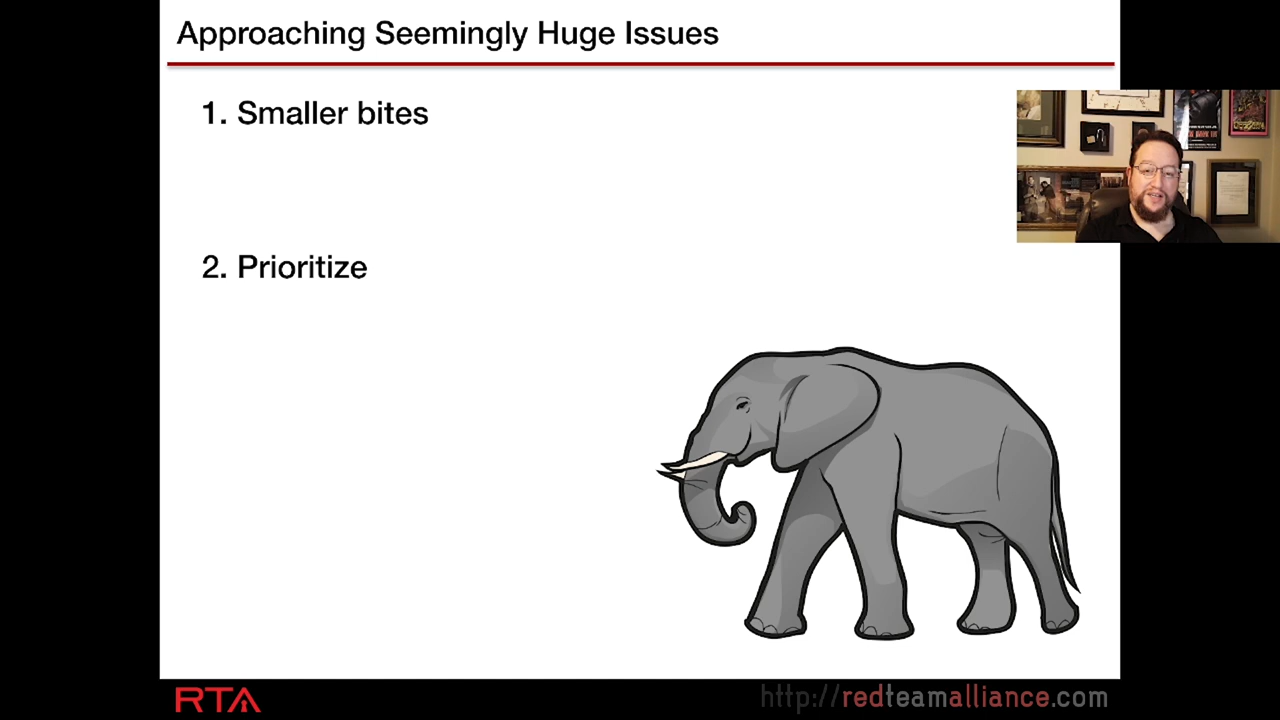 Approaching Seemingly Huge Issues
1. Smaller bites
2. Prioritize
RTA
http://redteamalliance.com